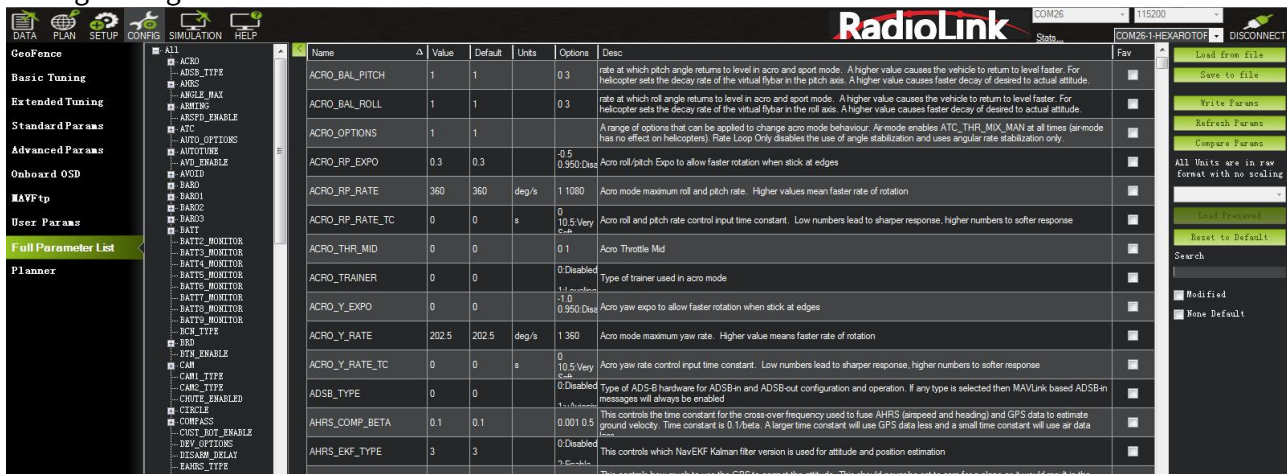 DATA PLAN SETUP CONFIG SIMULATION HELP
RadioLink
COM26 115200
Stats...
COM26-1-HEXAROTOF DISCONNECT
GeoFence
Basic Tuning
Extended Tuning
Standard Params
Advanced Params
Onboard OSD
MAVFtp
User Params
Full Parameter List
Planner
All
ACRO
ADSB_TYPE
AHRS
ANGLE_MAX
ARMING
ARSPD_ENABLE
ATC
AUTO_OPTIONS
AUTOTUNE
AVD_ENABLE
AVOID
BARO
BARO1
BARO2
BARO3
BATT
BATT2_MONITOR
BATT3_MONITOR
BATT4_MONITOR
BATT5_MONITOR
BATT6_MONITOR
BATT7_MONITOR
BATT8_MONITOR
BATT9_MONITOR
BCN_TYPE
BRD
BTN_ENABLE
CAM
CAM1_TYPE
CAM2_TYPE
CHUTE_ENABLED
CIRCLE
COMPASS
CUST_ROT_ENABLE
DEV_OPTIONS
DISARM_DELAY
EAHRS_TYPE
Name Value Default Units Options Desc Fav
ACRO_BAL_PITCH 1 1 0 3 rate at which pitch angle returns to level in acro and sport mode. A higher value causes the vehicle to return to level faster. For
helicopter sets the decay rate of the virtual flybar in the pitch axis. A higher value causes faster decay of desired to actual attitude.
ACRO_BAL_ROLL 1 1 0 3 rate at which roll angle returns to level in acro and sport mode. A higher value causes the vehicle to return to level faster. For
helicopter sets the decay rate of the virtual flybar in the roll axis. A higher value causes faster decay of desired to actual attitude.
ACRO_OPTIONS 1 1 A range of options that can be applied to change acro mode behaviour. Air-mode enables ATC_THR_MIX_MAN at all times (air-mode
has no effect on helicopters). Rate Loop Only disables the use of angle stabilization and uses angular rate stabilization only.
ACRO_RP_EXPO 0.3 0.3 -0.5
0.950:Disa Acro roll/pitch Expo to allow faster rotation when stick at edges
ACRO_RP_RATE 360 360 deg/s 1 1080 Acro mode maximum roll and pitch rate. Higher values mean faster rate of rotation
ACRO_RP_RATE_TC 0 0 s 0
10.5:Very Acro roll and pitch rate control input time constant. Low numbers lead to sharper response, higher numbers to softer response
ACRO_THR_MID 0 0 0 1 Acro Throttle Mid
ACRO_TRAINER 0 0 0:Disabled Type of trainer used in acro mode
ACRO_Y_EXPO 0 0 -1.0
0.950:Disa Acro yaw expo to allow faster rotation when stick at edges
ACRO_Y_RATE 202.5 202.5 deg/s 1 360 Acro mode maximum yaw rate. Higher value means faster rate of rotation
ACRO_Y_RATE_TC 0 0 s 0
10.5:Very Acro yaw rate control input time constant. Low numbers lead to sharper response, higher numbers to softer response
ADSB_TYPE 0 0 0:Disabled Type of ADS-B hardware for ADSB-in and ADSB-out configuration and operation. If any type is selected then MAVLink based ADSB-in
messages will always be enabled
AHRS_COMP_BETA 0.1 0.1 0.001 0.5 This controls the time constant for the cross-over frequency used to fuse AHRS (airspeed and heading) and GPS data to estimate
ground velocity. Time constant is 0.1/beta. A larger time constant will use GPS data less and a small time constant will use air data
AHRS_EKF_TYPE 3 3 0:Disabled This controls which NavEKF Kalman filter version is used for attitude and position estimation
Load from file
Save to file
Write Params
Refresh Params
Compare Params
All Units are in raw
format with no scaling
Load Presaved
Reset to Default
Search
Modified
None Default